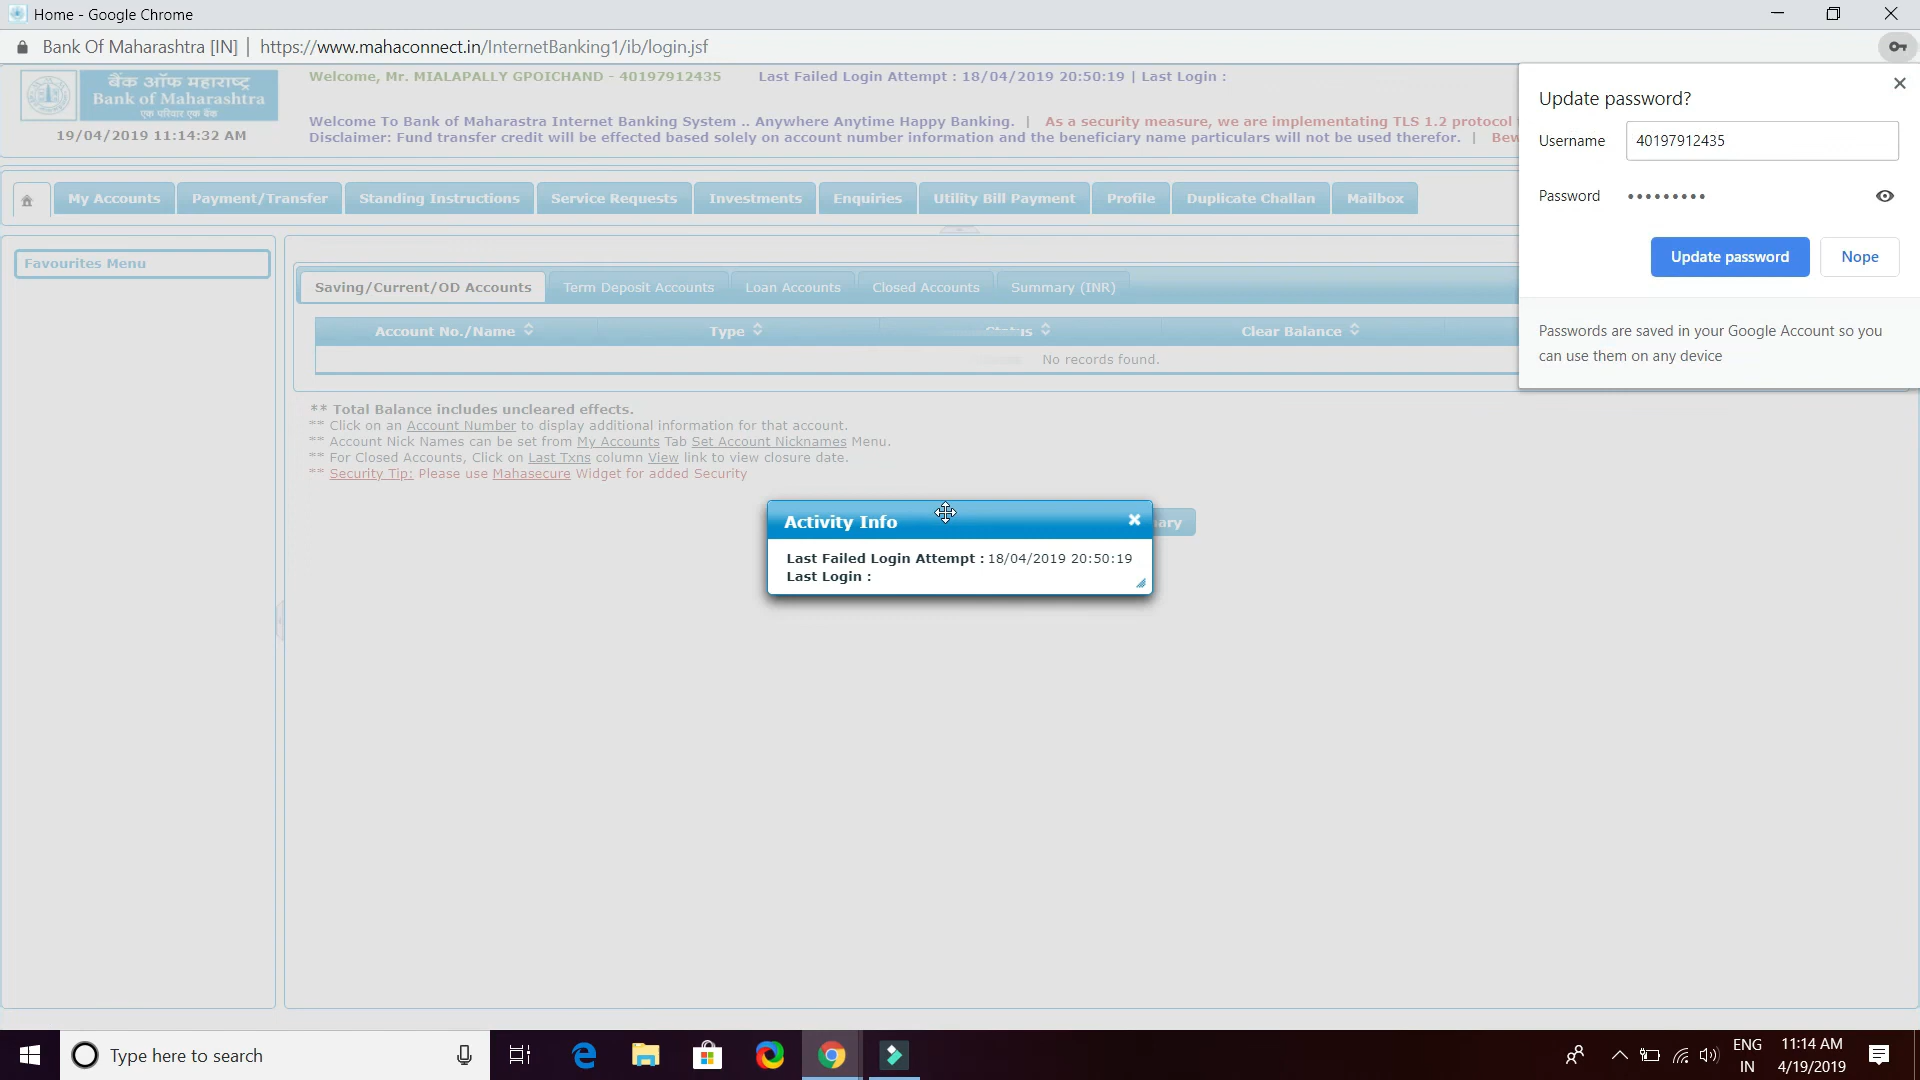 Home - Google Chrome
Bank Of Maharashtra [IN] | https://www.mahaconnect.in/InternetBanking1/ib/login.jsf
बैंक ऑफ महाराष्ट्र
Bank of Maharashtra
एक परिवार एक बैंक
19/04/2019 11:14:32 AM
Welcome, Mr. MIALAPALLY GPOICHAND - 40197912435 Last Failed Login Attempt : 18/04/2019 20:50:19 | Last Login :
Welcome To Bank of Maharastra Internet Banking System .. Anywhere Anytime Happy Banking. | As a security measure, we are implementating TLS 1.2 protocol
Disclaimer: Fund transfer credit will be effected based solely on account number information and the beneficiary name particulars will not be used therefor. | Bew
My Accounts Payment/Transfer Standing Instructions Service Requests Investments Enquiries Utility Bill Payment Profile Duplicate Challan Mailbox
Favourites Menu
Saving/Current/OD Accounts Term Deposit Accounts Loan Accounts Closed Accounts Summary (INR)
Account No./Name Type Status Clear Balance
No records found.
** Total Balance includes uncleared effects.
** Click on an Account Number to display additional information for that account.
** Account Nick Names can be set from My Accounts Tab Set Account Nicknames Menu.
** For Closed Accounts, Click on Last Txns column View link to view closure date.
** Security Tip: Please use Mahasecure Widget for added Security
Activity Info
ary
Last Failed Login Attempt : 18/04/2019 20:50:19
Last Login :
Update password?
Username 40197912435
Password •••••••••
Update password Nope
Passwords are saved in your Google Account so you
can use them on any device
Type here to search
ENG
IN
11:14 AM
4/19/2019